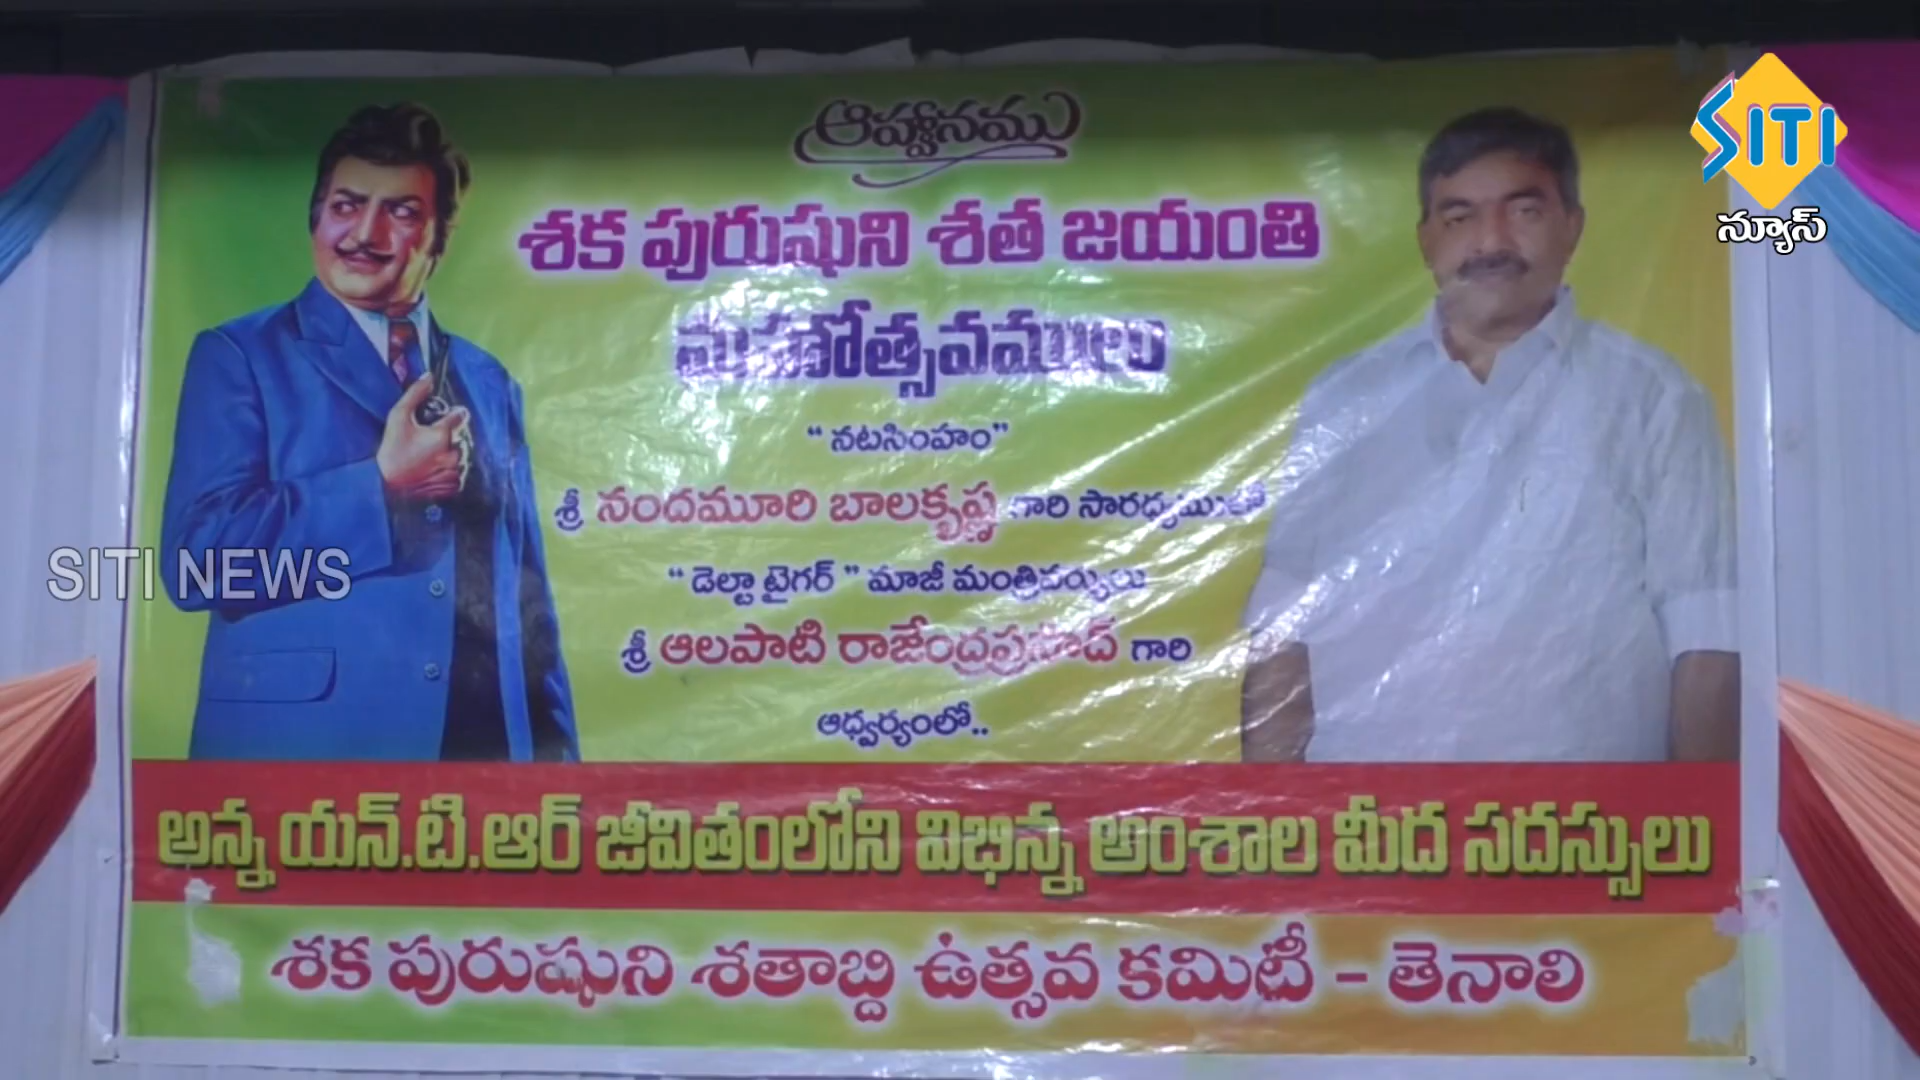 ఆహ్వానము
శక పురుషుని శత జయంతి
మహోత్సవములు
“ నటసింహం”
శ్రీ నందమూరి బాలకృష్ణ గారి సారధ్యములో
“ డెల్టా టైగర్ ” మాజీ మంత్రివర్యులు
శ్రీ ఆలపాటి రాజేంద్రప్రసాద్ గారి
ఆధ్వర్యంలో..
అన్న యన్.టి.ఆర్ జీవితంలోని విభిన్న అంశాల మీద సదస్సులు
శక పురుషుని శతాబ్ది ఉత్సవ కమిటీ - తెనాలి
SITI
న్యూస్
SITI NEWS